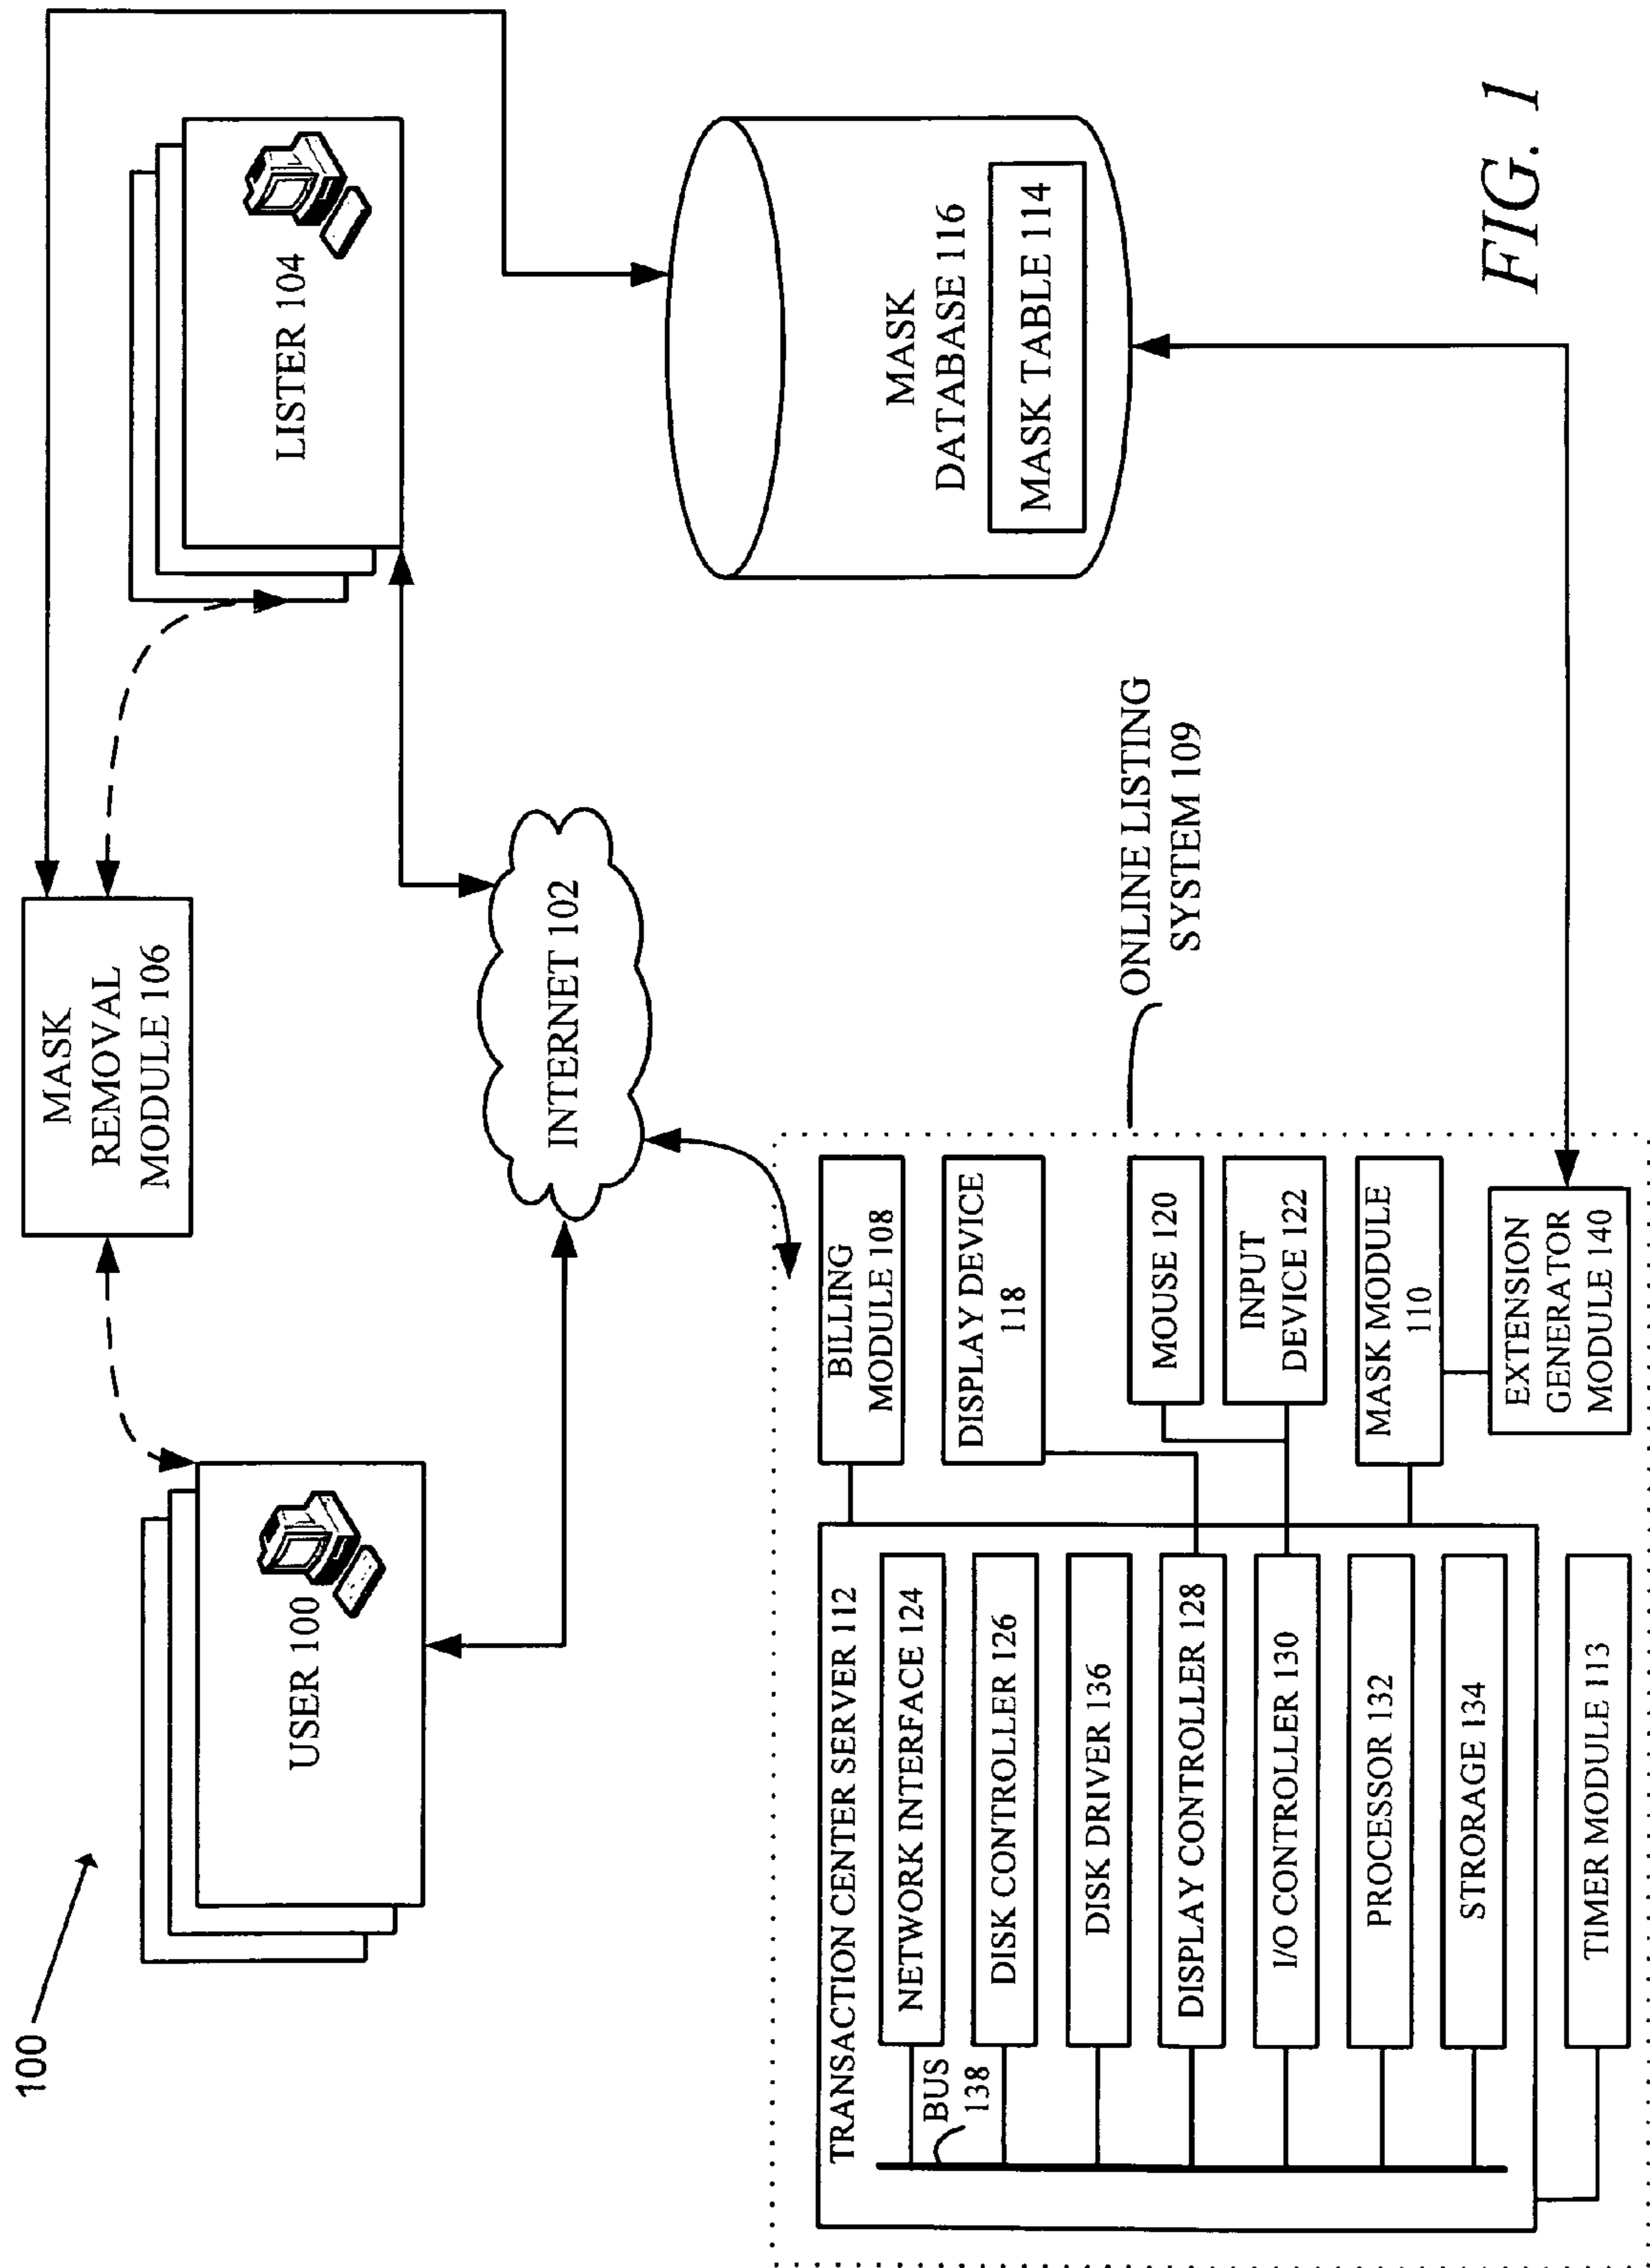 100
USER 100
MASK
REMOVAL
MODULE 106
LISTER 104
INTERNET 102
TRANSACTION CENTER SERVER 112
NETWORK INTERFACE 124
BUS
138
DISK CONTROLLER 126
DISK DRIVER 136
DISPLAY CONTROLLER 128
I/O CONTROLLER 130
PROCESSOR 132
STRORAGE 134
TIMER MODULE 113
BILLING
MODULE 108
DISPLAY DEVICE
118
MOUSE 120
INPUT
DEVICE 122
MASK MODULE
110
EXTENSION
GENERATOR
MODULE 140
ONLINE LISTING
SYSTEM 109
MASK
DATABASE 116
MASK TABLE 114
FIG. 1